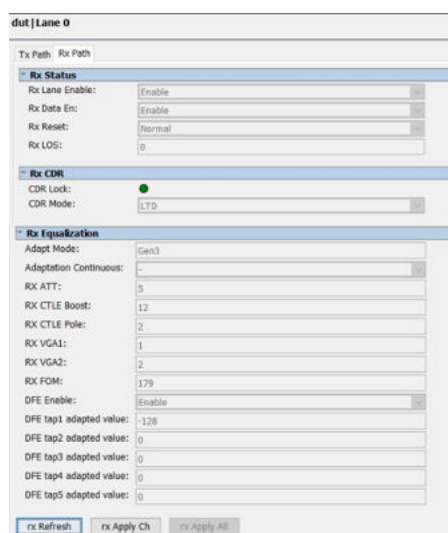 dut|Lane 0
Tx Path Rx Path
Rx Status
Rx Lane Enable: Enable
Rx Data En: Enable
Rx Reset: Normal
Rx LOS: 0
Rx CDR
CDR Lock:
CDR Mode: LTD
Rx Equalization
Adapt Mode: Gen3
Adaptation Continuous: -
RX ATT: 5
RX CTLE Boost: 12
RX CTLE Pole: 2
RX VGA1: 1
RX VGA2: 2
RX FOM: 179
DFE Enable: Enable
DFE tap1 adapted value: -128
DFE tap2 adapted value: 0
DFE tap3 adapted value: 0
DFE tap4 adapted value: 0
DFE tap5 adapted value: 0
rx Refresh rx Apply Ch rx Apply All